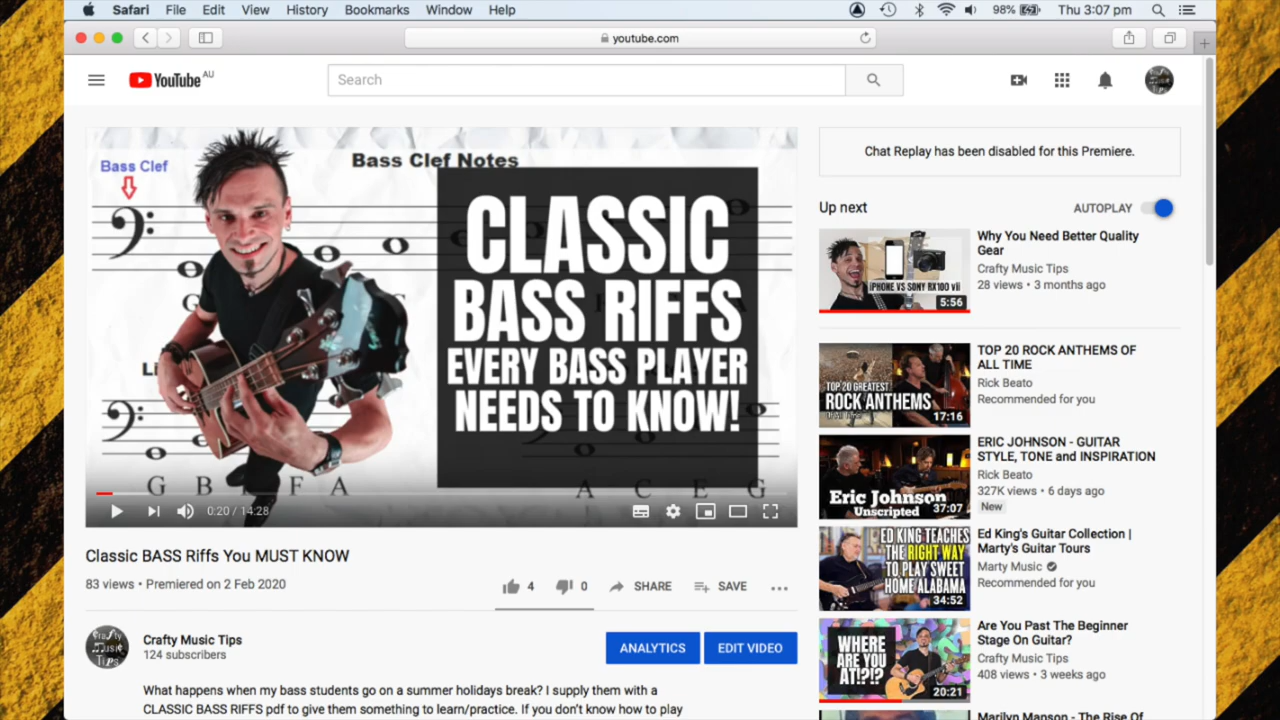 Safari File Edit View History Bookmarks Window Help 98% Thu 3:07 pm
youtube.com
YouTube AU
Search
Bass Clef
Bass Clef Notes
CLASSIC
BASS RIFFS
EVERY BASS PLAYER
NEEDS TO KNOW!
G B F A
A C E G
0:20 / 14:28
Classic BASS Riffs You MUST KNOW
83 views • Premiered on 2 Feb 2020
4 0 SHARE SAVE
Crafty Music Tips
124 subscribers
ANALYTICS EDIT VIDEO
Crafty
Music
Tips
What happens when my bass students go on a summer holidays break? I supply them with a
CLASSIC BASS RIFFS pdf to give them something to learn/practice. If you don't know how to play
Chat Replay has been disabled for this Premiere.
Up next AUTOPLAY
iPHONE VS SONY RX100 vii
5:56
Why You Need Better Quality
Gear
Crafty Music Tips
28 views • 3 months ago
TOP 20 GREATEST
ROCK ANTHEMS
OF ALL TIME
17:16
TOP 20 ROCK ANTHEMS OF
ALL TIME
Rick Beato
Recommended for you
Eric Johnson
Unscripted
37:07
ERIC JOHNSON - GUITAR
STYLE, TONE and INSPIRATION
Rick Beato
327K views • 6 days ago
New
ED KING TEACHES
THE RIGHT WAY
TO PLAY SWEET
HOME ALABAMA
34:52
Ed King's Guitar Collection |
Marty's Guitar Tours
Marty Music
Recommended for you
WHERE
ARE YOU
AT!?!?
20:21
Are You Past The Beginner
Stage On Guitar?
Crafty Music Tips
408 views • 3 weeks ago
Marilyn Manson - The Rise Of